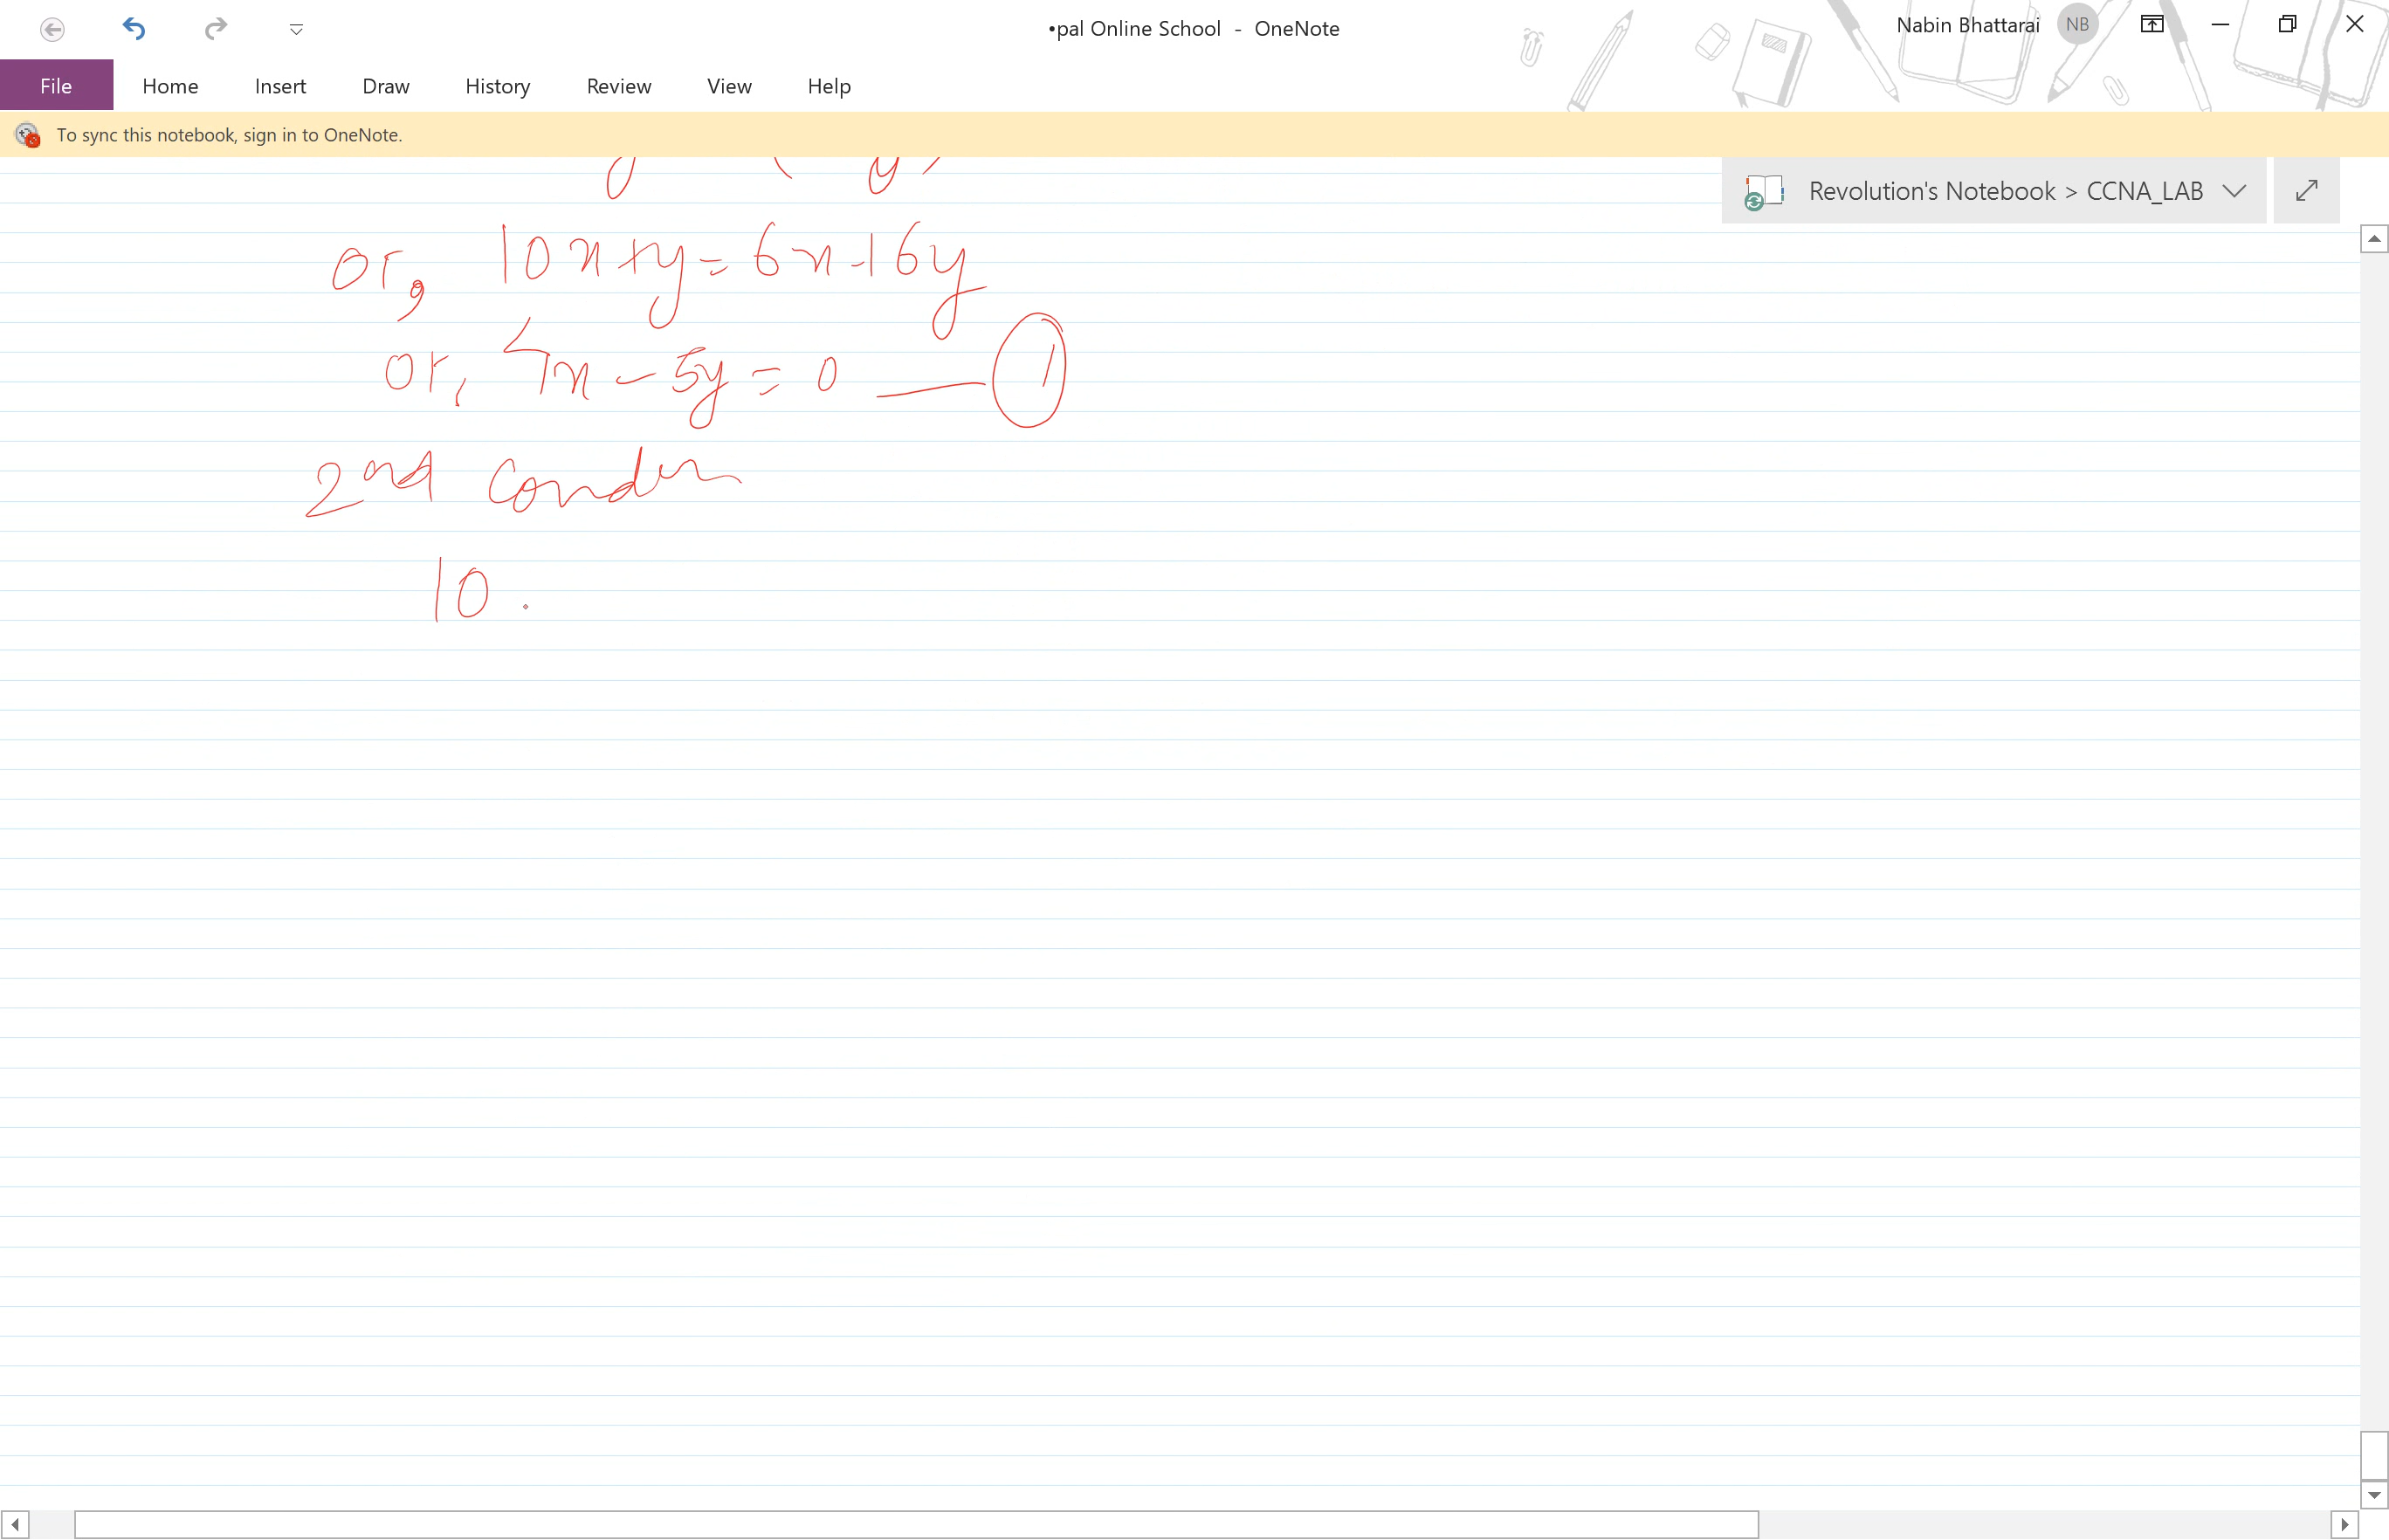 •pal Online School - OneNote
Nabin Bhattarai NB
File Home Insert Draw History Review View Help
To sync this notebook, sign in to OneNote.
Revolution's Notebook > CCNA_LAB
or, 10x+y=6x-16y
or, 4x-5y=0 — 1
2nd
10.